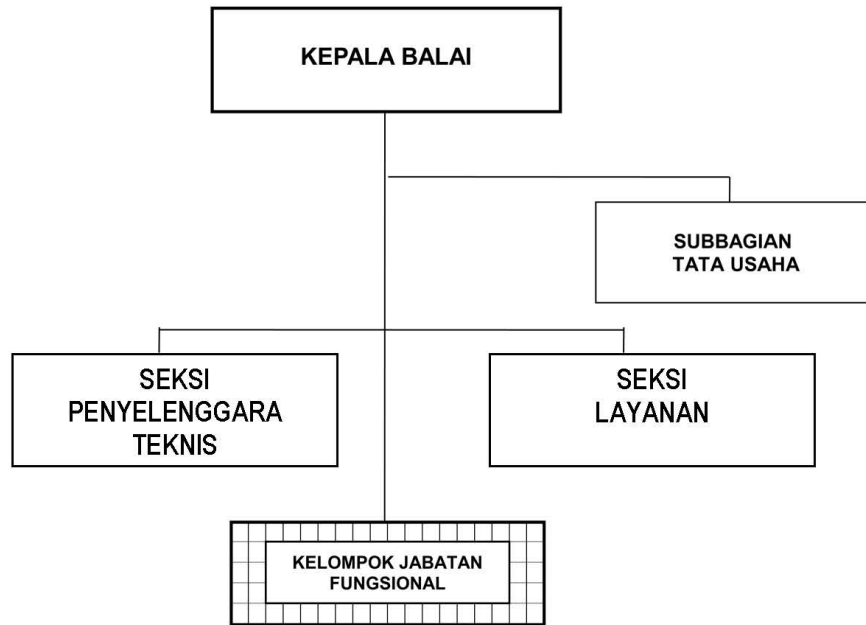 KEPALA BALAI
SUBBAGIAN
TATA USAHA
SEKSI
PENYELENGGARA
TEKNIS
SEKSI
LAYANAN
KELOMPOK JABATAN
FUNGSIONAL